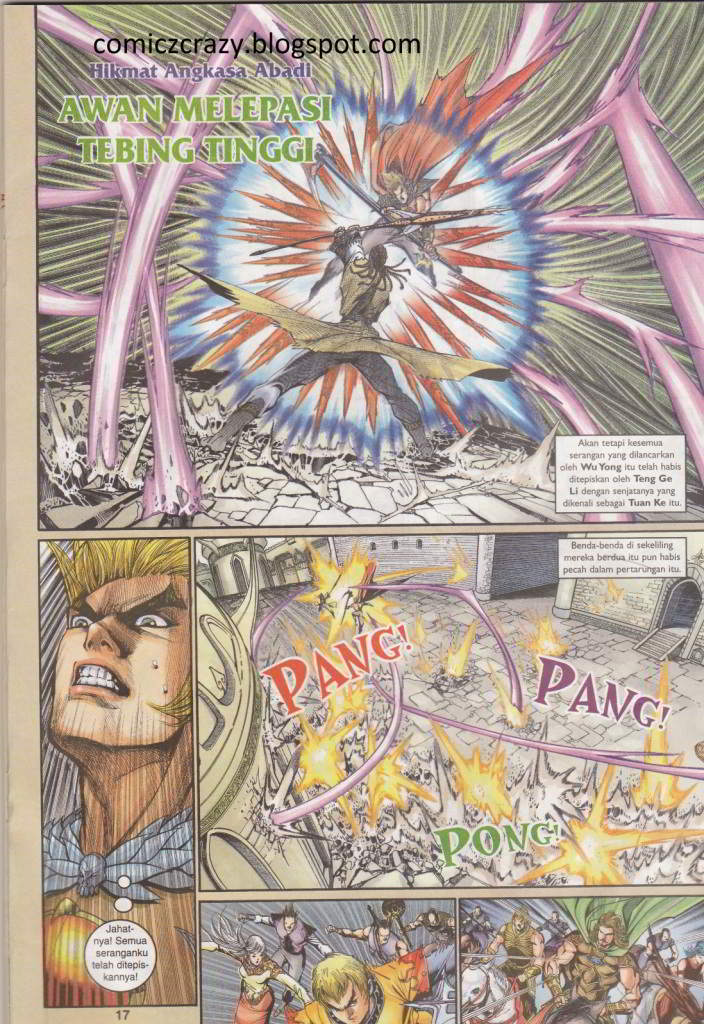 comiczcrazy.blogspot.com
Hikmat Angkasa Abadi
AWAN MELEPASI
TEBING TINGGI
Akan tetapi kesemua
serangan yang dilancarkan
oleh Wu Yong itu telah habis
ditepiskan oleh Teng Ge
Li dengan senjatanya yang
dikenali sebagai Tuan Ke itu.
Benda-benda di sekeliling
mereka berdua itu pun habis
pecah dalam pertarungan itu.
PANG!
PANG!
PONG!
Jahat-
nya! Semua
seranganku
telah ditepis-
kannya!
17